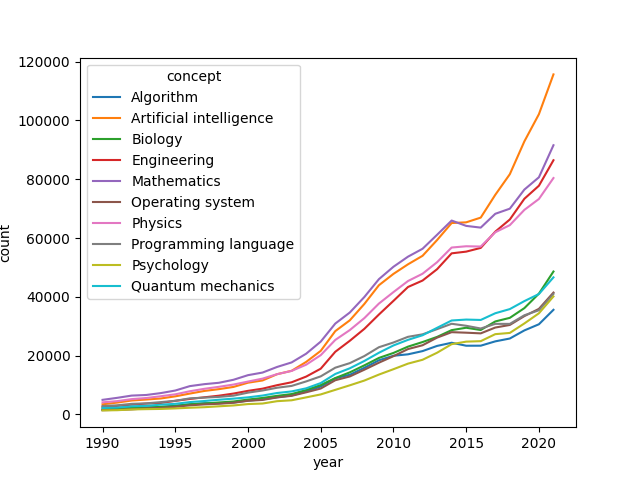 120000
100000
80000
60000
40000
20000
0
count
concept
Algorithm
Artificial intelligence
Biology
Engineering
Mathematics
Operating system
Physics
Programming language
Psychology
Quantum mechanics
1990 1995 2000 2005 2010 2015 2020
year